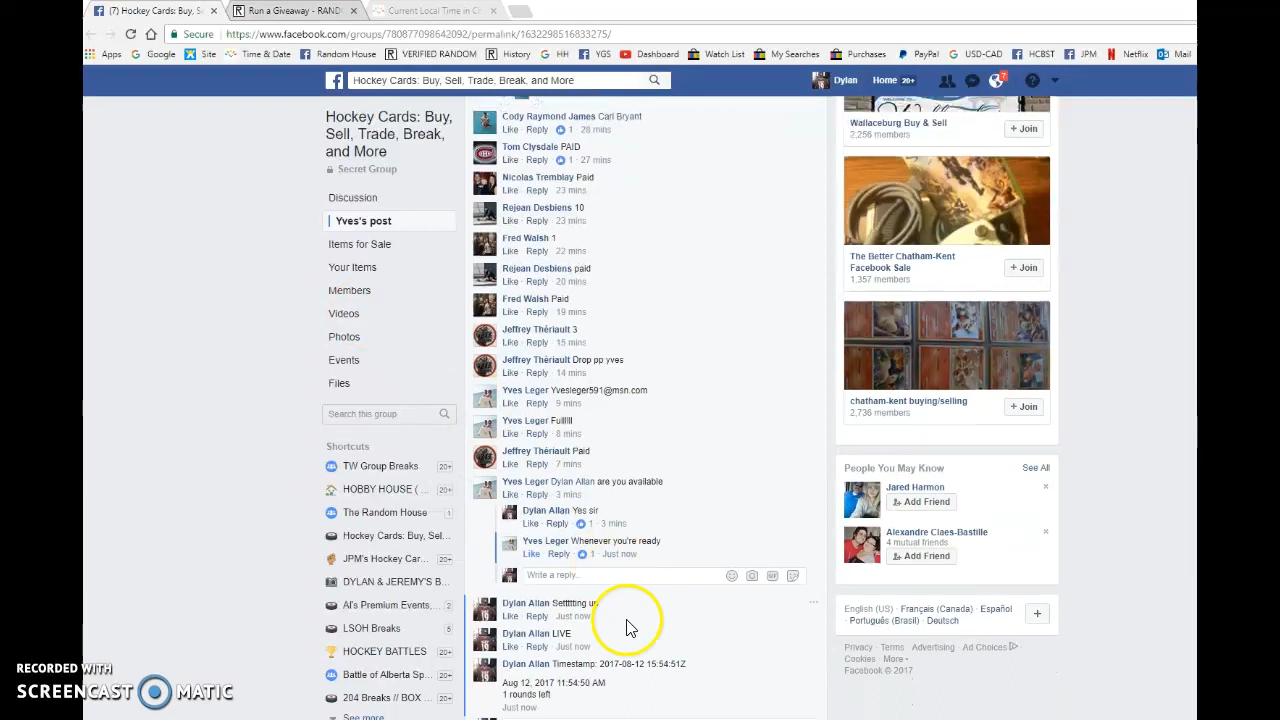 (7) Hockey Cards: Buy, S
Run a Giveaway - RAND
Current Local Time in C
Secure
https://www.facebook.com/groups/780877098642092/permalink/1632298516833275/
Apps
Google
Site
Time & Date
Random House
VERIFIED RANDOM
History
HH
YGS
Dashboard
Watch List
My Searches
Purchases
PayPal
USD-CAD
HCBST
JPM
Netflix
Mail
Hockey Cards: Buy, Sell, Trade, Break, and More
Dylan
Home 20+
7
Hockey Cards: Buy,
Sell, Trade, Break,
and More
Secret Group
Discussion
Yves's post
Items for Sale
Your Items
Members
Videos
Photos
Events
Files
Search this group
Shortcuts
TW Group Breaks 20+
HOBBY HOUSE ( ... 20+
The Random House 1
Hockey Cards: Buy, Sel... 20+
JPM's Hockey Car... 20+
DYLAN & JEREMY'S B... 20+
Al's Premium Events, ... 2
LSOH Breaks 5
HOCKEY BATTLES 20+
Battle of Alberta Sp... 20+
204 Breaks // BOX ... 20+
See more
Cody Raymond James Carl Bryant
Like · Reply · 1 · 28 mins
Tom Clysdale PAID
Like · Reply · 1 · 27 mins
Nicolas Tremblay Paid
Like · Reply · 23 mins
Rejean Desbiens 10
Like · Reply · 23 mins
Fred Walsh 1
Like · Reply · 22 mins
Rejean Desbiens paid
Like · Reply · 20 mins
Fred Walsh Paid
Like · Reply · 19 mins
Jeffrey Thériault 3
Like · Reply · 15 mins
Jeffrey Thériault Drop pp yves
Like · Reply · 14 mins
Yves Leger Yvesleger591@msn.com
Like · Reply · 9 mins
Yves Leger Fullllll
Like · Reply · 8 mins
Jeffrey Thériault Paid
Like · Reply · 7 mins
Yves Leger Dylan Allan are you available
Like · Reply · 3 mins
Dylan Allan Yes sir
Like · Reply · 1 · 3 mins
Yves Leger Whenever you're ready
Like · Reply · 1 · Just now
Write a reply...
Dylan Allan
Like · Reply · Just now
Dylan Allan LIVE
Like · Reply · Just now
Dylan Allan Timestamp: 2017-08-12 15:54:51Z
Aug 12, 2017 11:54:50 AM
1 rounds left
Just now
Wallaceburg Buy & Sell
2,256 members
+ Join
The Better Chatham-Kent
Facebook Sale
1,357 members
+ Join
chatham-kent buying/selling
2,736 members
+ Join
People You May Know
See All
Jared Harmon
Add Friend
Alexandre Claes-Bastille
4 mutual friends
Add Friend
English (US) · Français (Canada) · Español
· Português (Brasil) · Deutsch
Privacy · Terms · Advertising · Ad Choices
Cookies · More
Facebook © 2017
RECORDED WITH
SCREENCAST MATIC